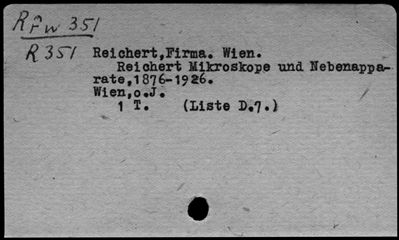 RFw 351
R 351 Reichert,Firma. Wien.
Reichert Mikroskope und Nebenappa-
rate,1876-1926.
Wien,o.J.
1 T. (Liste D.7.)